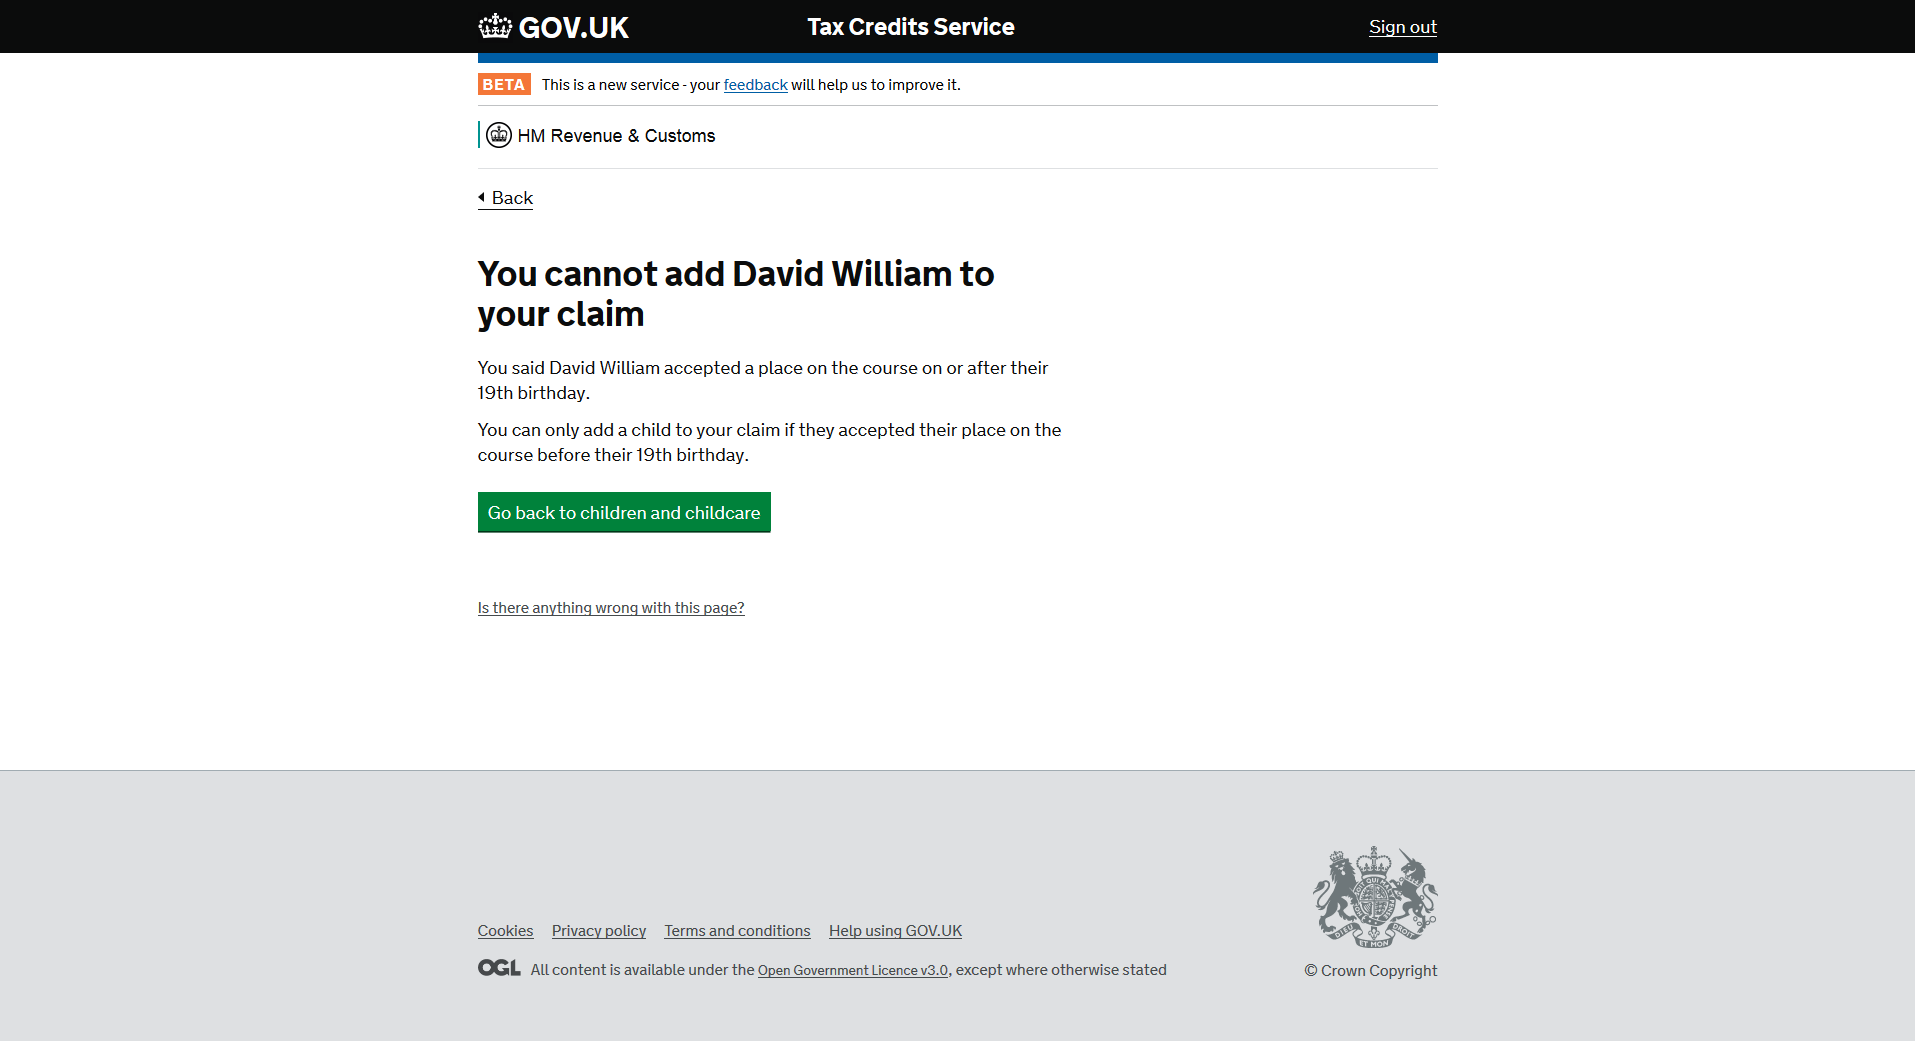 GOV.UK Tax Credits Service Sign out
BETA This is a new service - your feedback will help us to improve it.
HM Revenue & Customs
Back
You cannot add David William to
your claim
You said David William accepted a place on the course on or after their
19th birthday.
You can only add a child to your claim if they accepted their place on the
course before their 19th birthday.
Go back to children and childcare
Is there anything wrong with this page?
Cookies Privacy policy Terms and conditions Help using GOV.UK
OGL All content is available under the Open Government Licence v3.0, except where otherwise stated
DIEU ET MON DROIT
© Crown Copyright